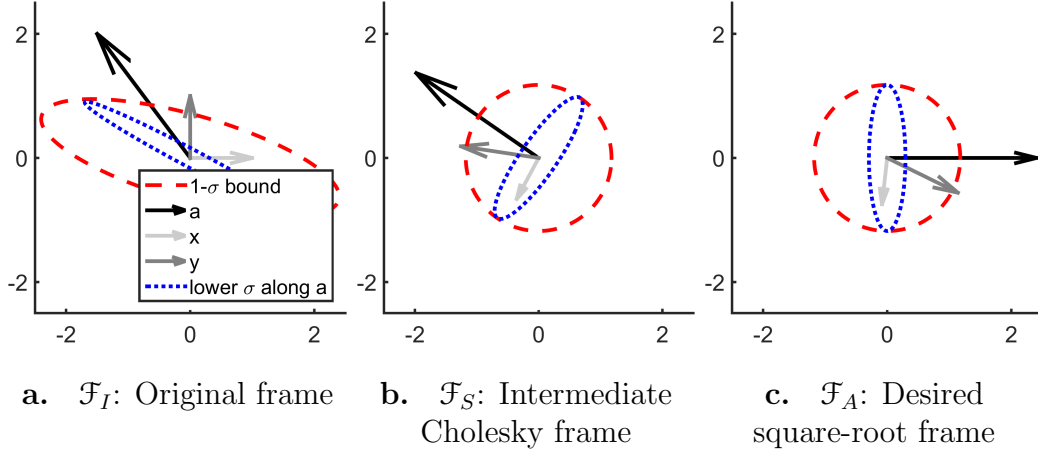 2
0
-2
-2
0
2
1-σ bound
a
x
y
lower σ along a
2
0
-2
-2
0
2
2
0
-2
-2
0
2
a. ℱ_I: Original frame
b. ℱ_S: Intermediate
Cholesky frame
c. ℱ_A: Desired
square-root frame